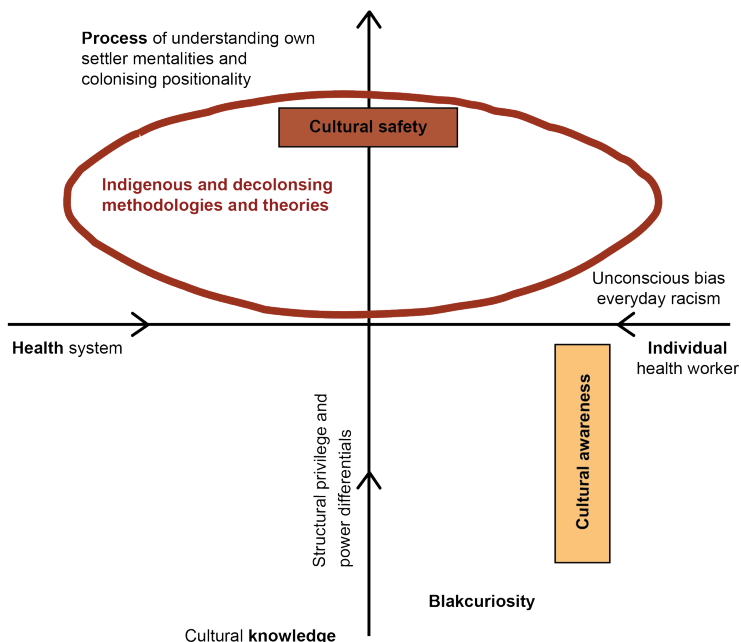 Process of understanding own
settler mentalities and
colonising positionality
Cultural safety
Indigenous and decolonsing
methodologies and theories
Unconscious bias
everyday racism
Health system
Individual
health worker
Cultural awareness
Structural privilege and
power differentials
Blakcuriosity
Cultural knowledge